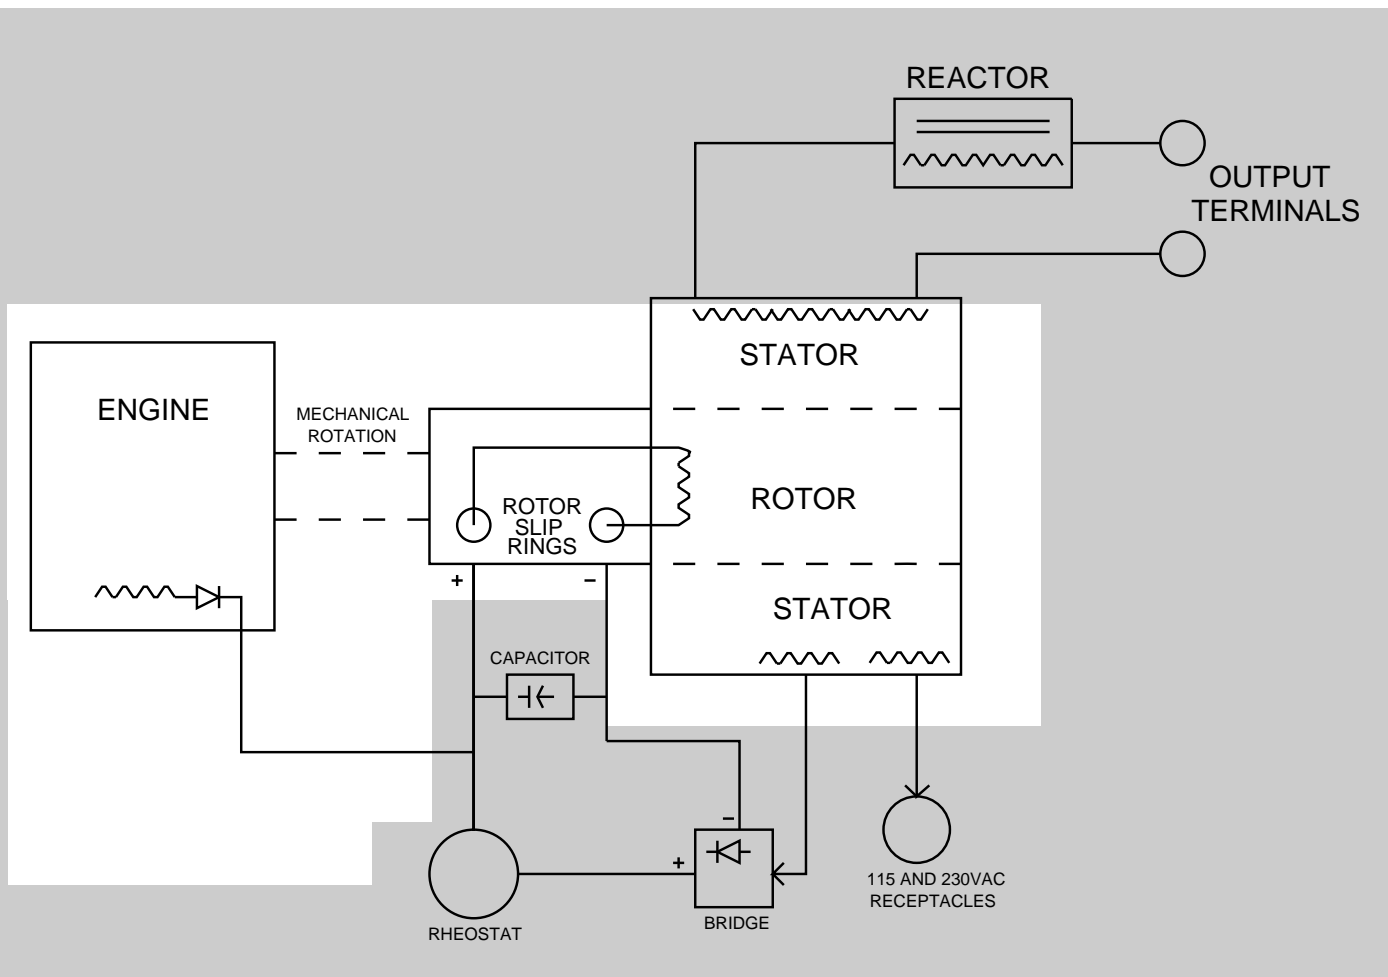 REACTOR
OUTPUT
TERMINALS
STATOR
ENGINE
MECHANICAL
ROTATION
ROTOR
SLIP
RINGS
ROTOR
+
–
STATOR
CAPACITOR
–
+
115 AND 230VAC
RECEPTACLES
BRIDGE
RHEOSTAT